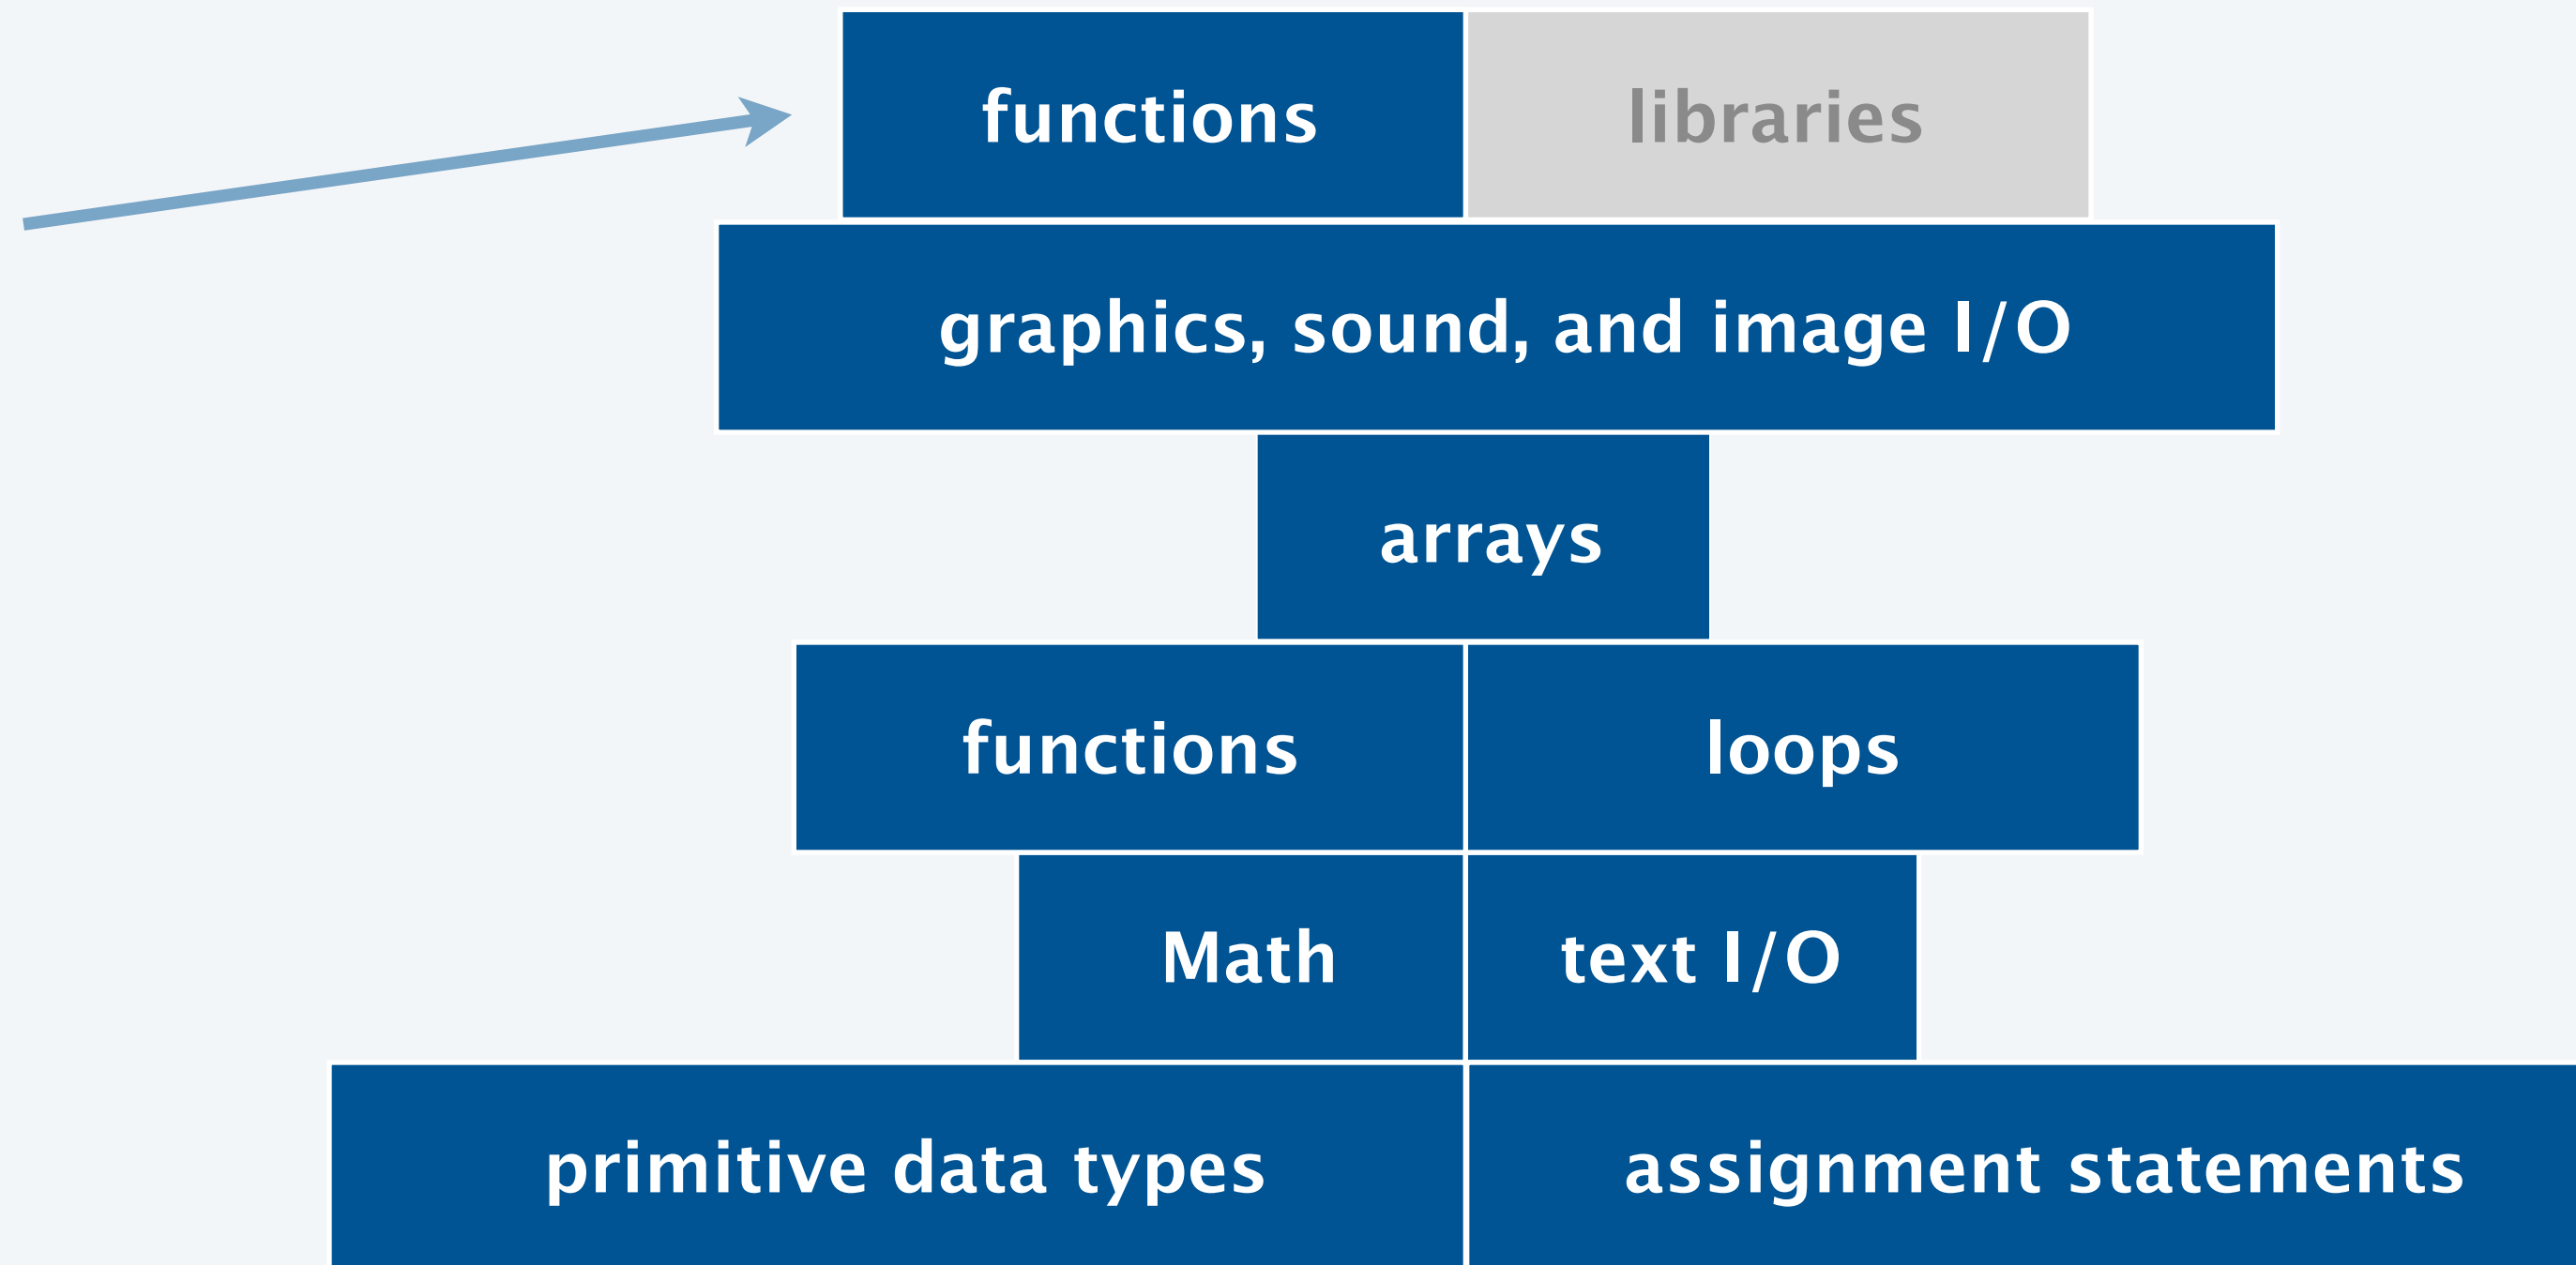 functions
libraries
graphics, sound, and image I/O
arrays
functions
loops
Math
text I/O
primitive data types
assignment statements